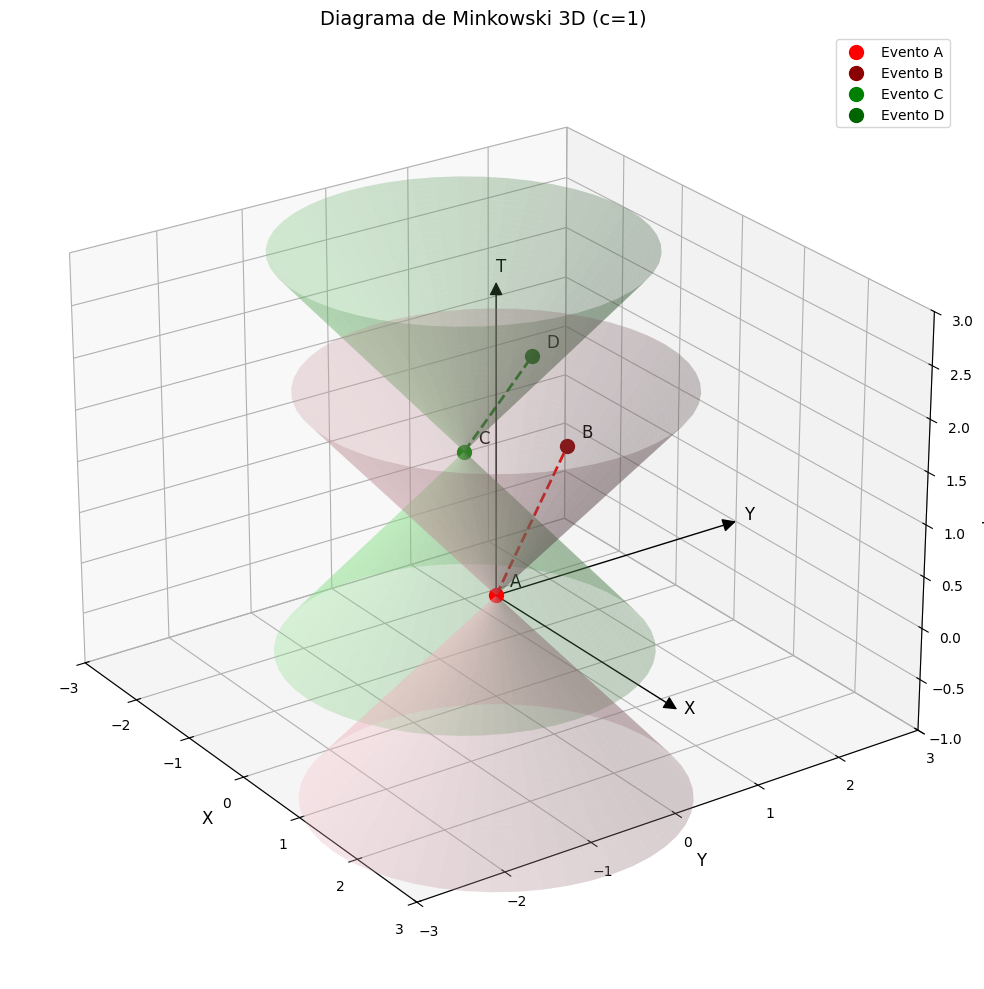 Diagrama de Minkowski 3D (c=1)
Evento A
Evento B
Evento C
Evento D
T
D
C
B
A
Y
X
3.0
2.5
2.0
1.5
1.0
0.5
0.0
−0.5
−1.0
−3
−2
−1
0
1
2
3
X
−3
−2
−1
0
1
2
3
Y